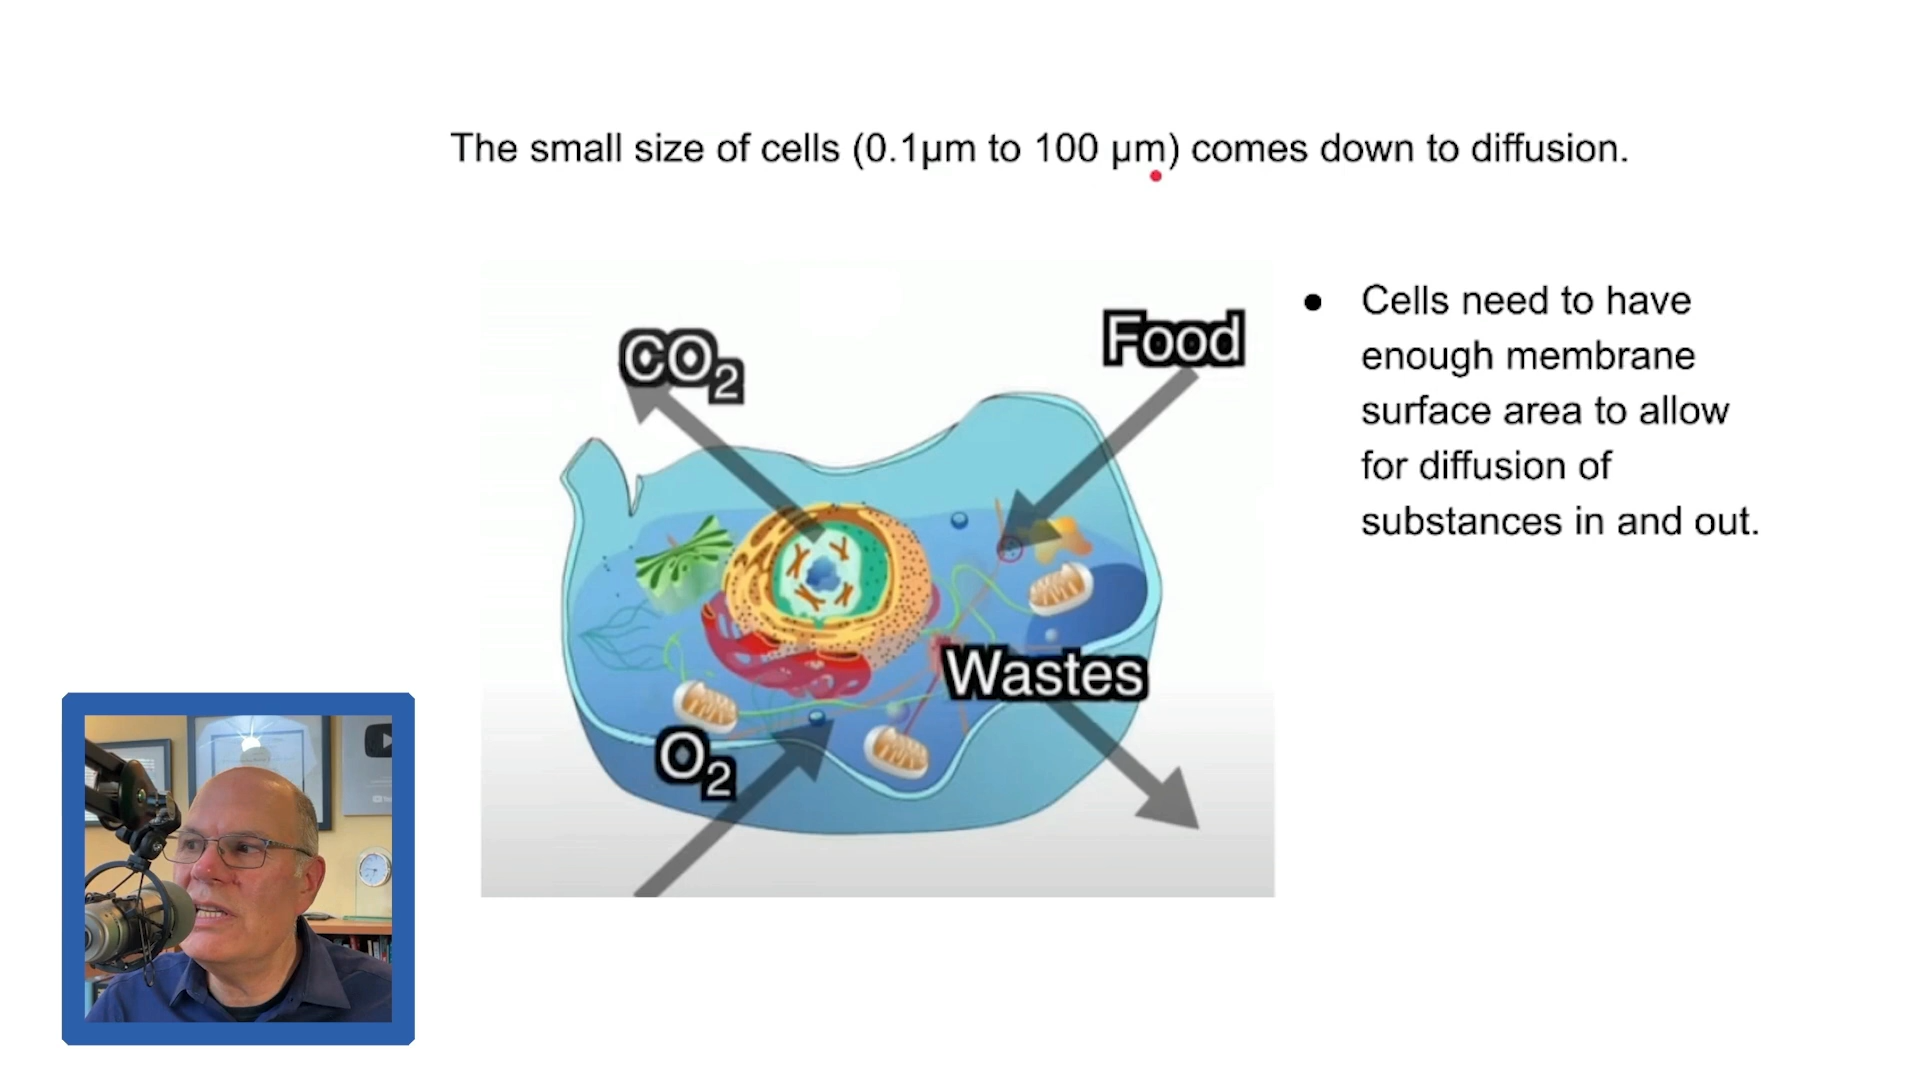 The small size of cells (0.1μm to 100 μm) comes down to diffusion.
CO₂
Food
● Cells need to have
enough membrane
surface area to allow
for diffusion of
substances in and out.
Wastes
O₂